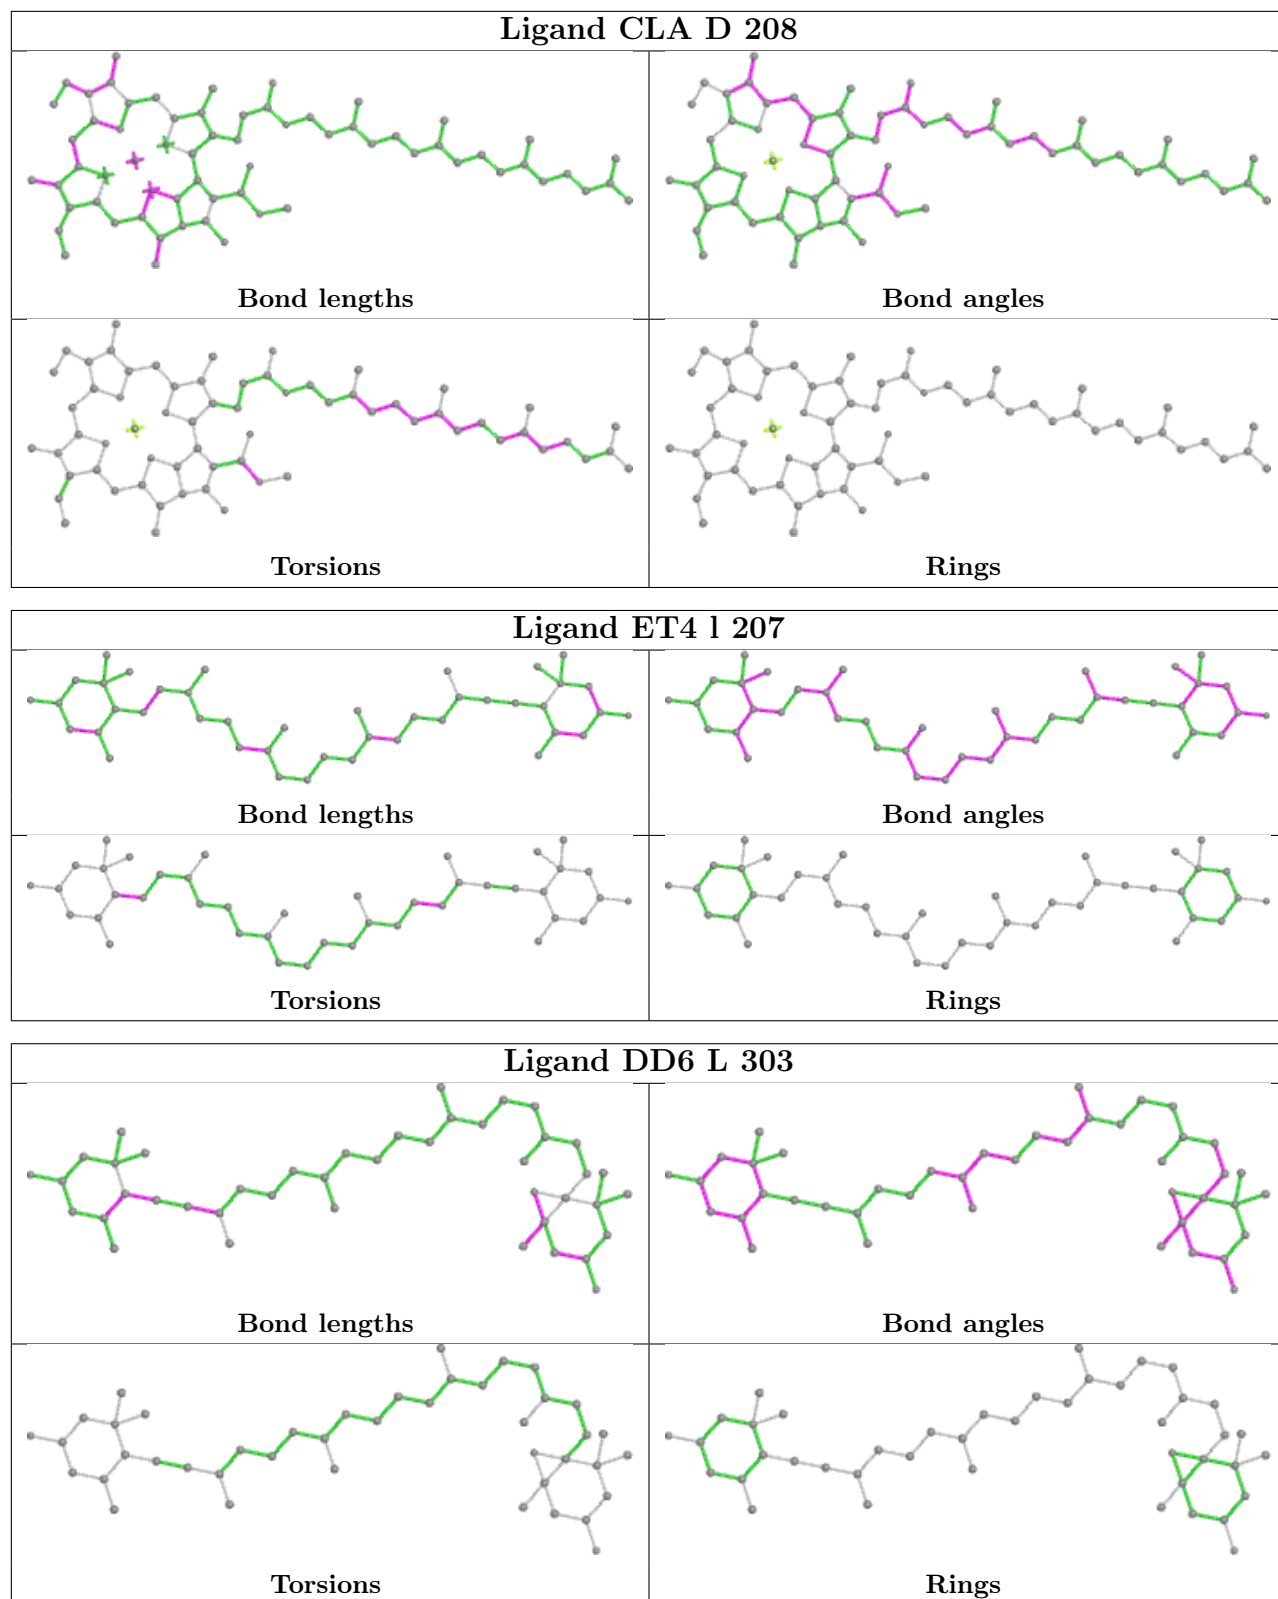 Ligand CLA D 208
Bond lengths
Bond angles
Torsions
Rings
Ligand ET4 l 207
Bond lengths
Bond angles
Torsions
Rings
Ligand DD6 L 303
Bond lengths
Bond angles
Torsions
Rings